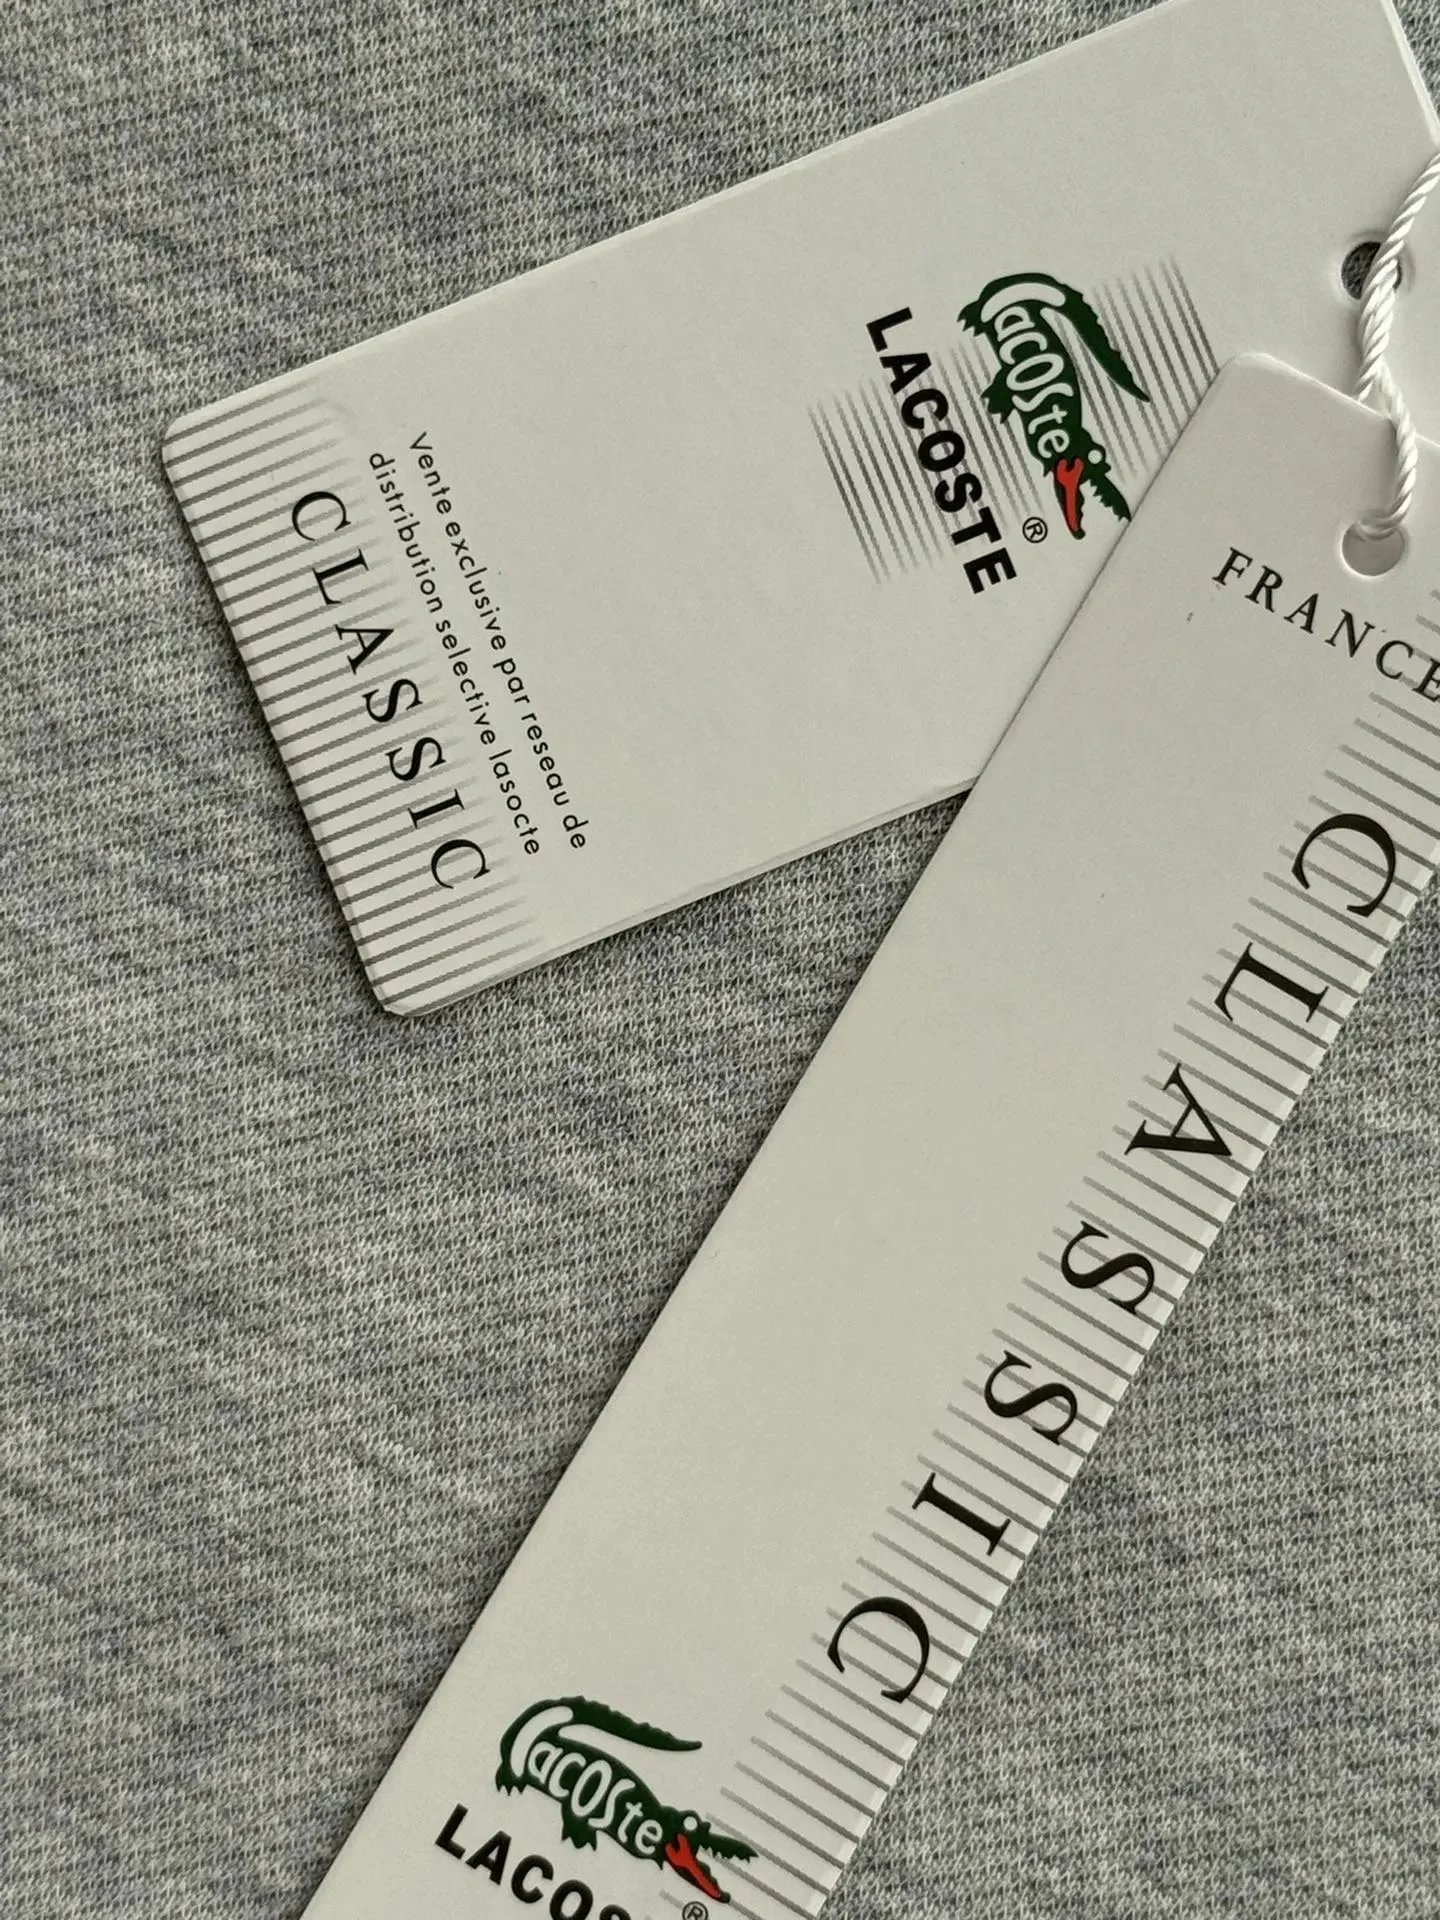 Lacoste
LACOSTE
®
Vente exclusive par reseau de
distribution selective lasocte
CLASSIC
FRANCE
CLASSIC
Lacoste
LACOS
®